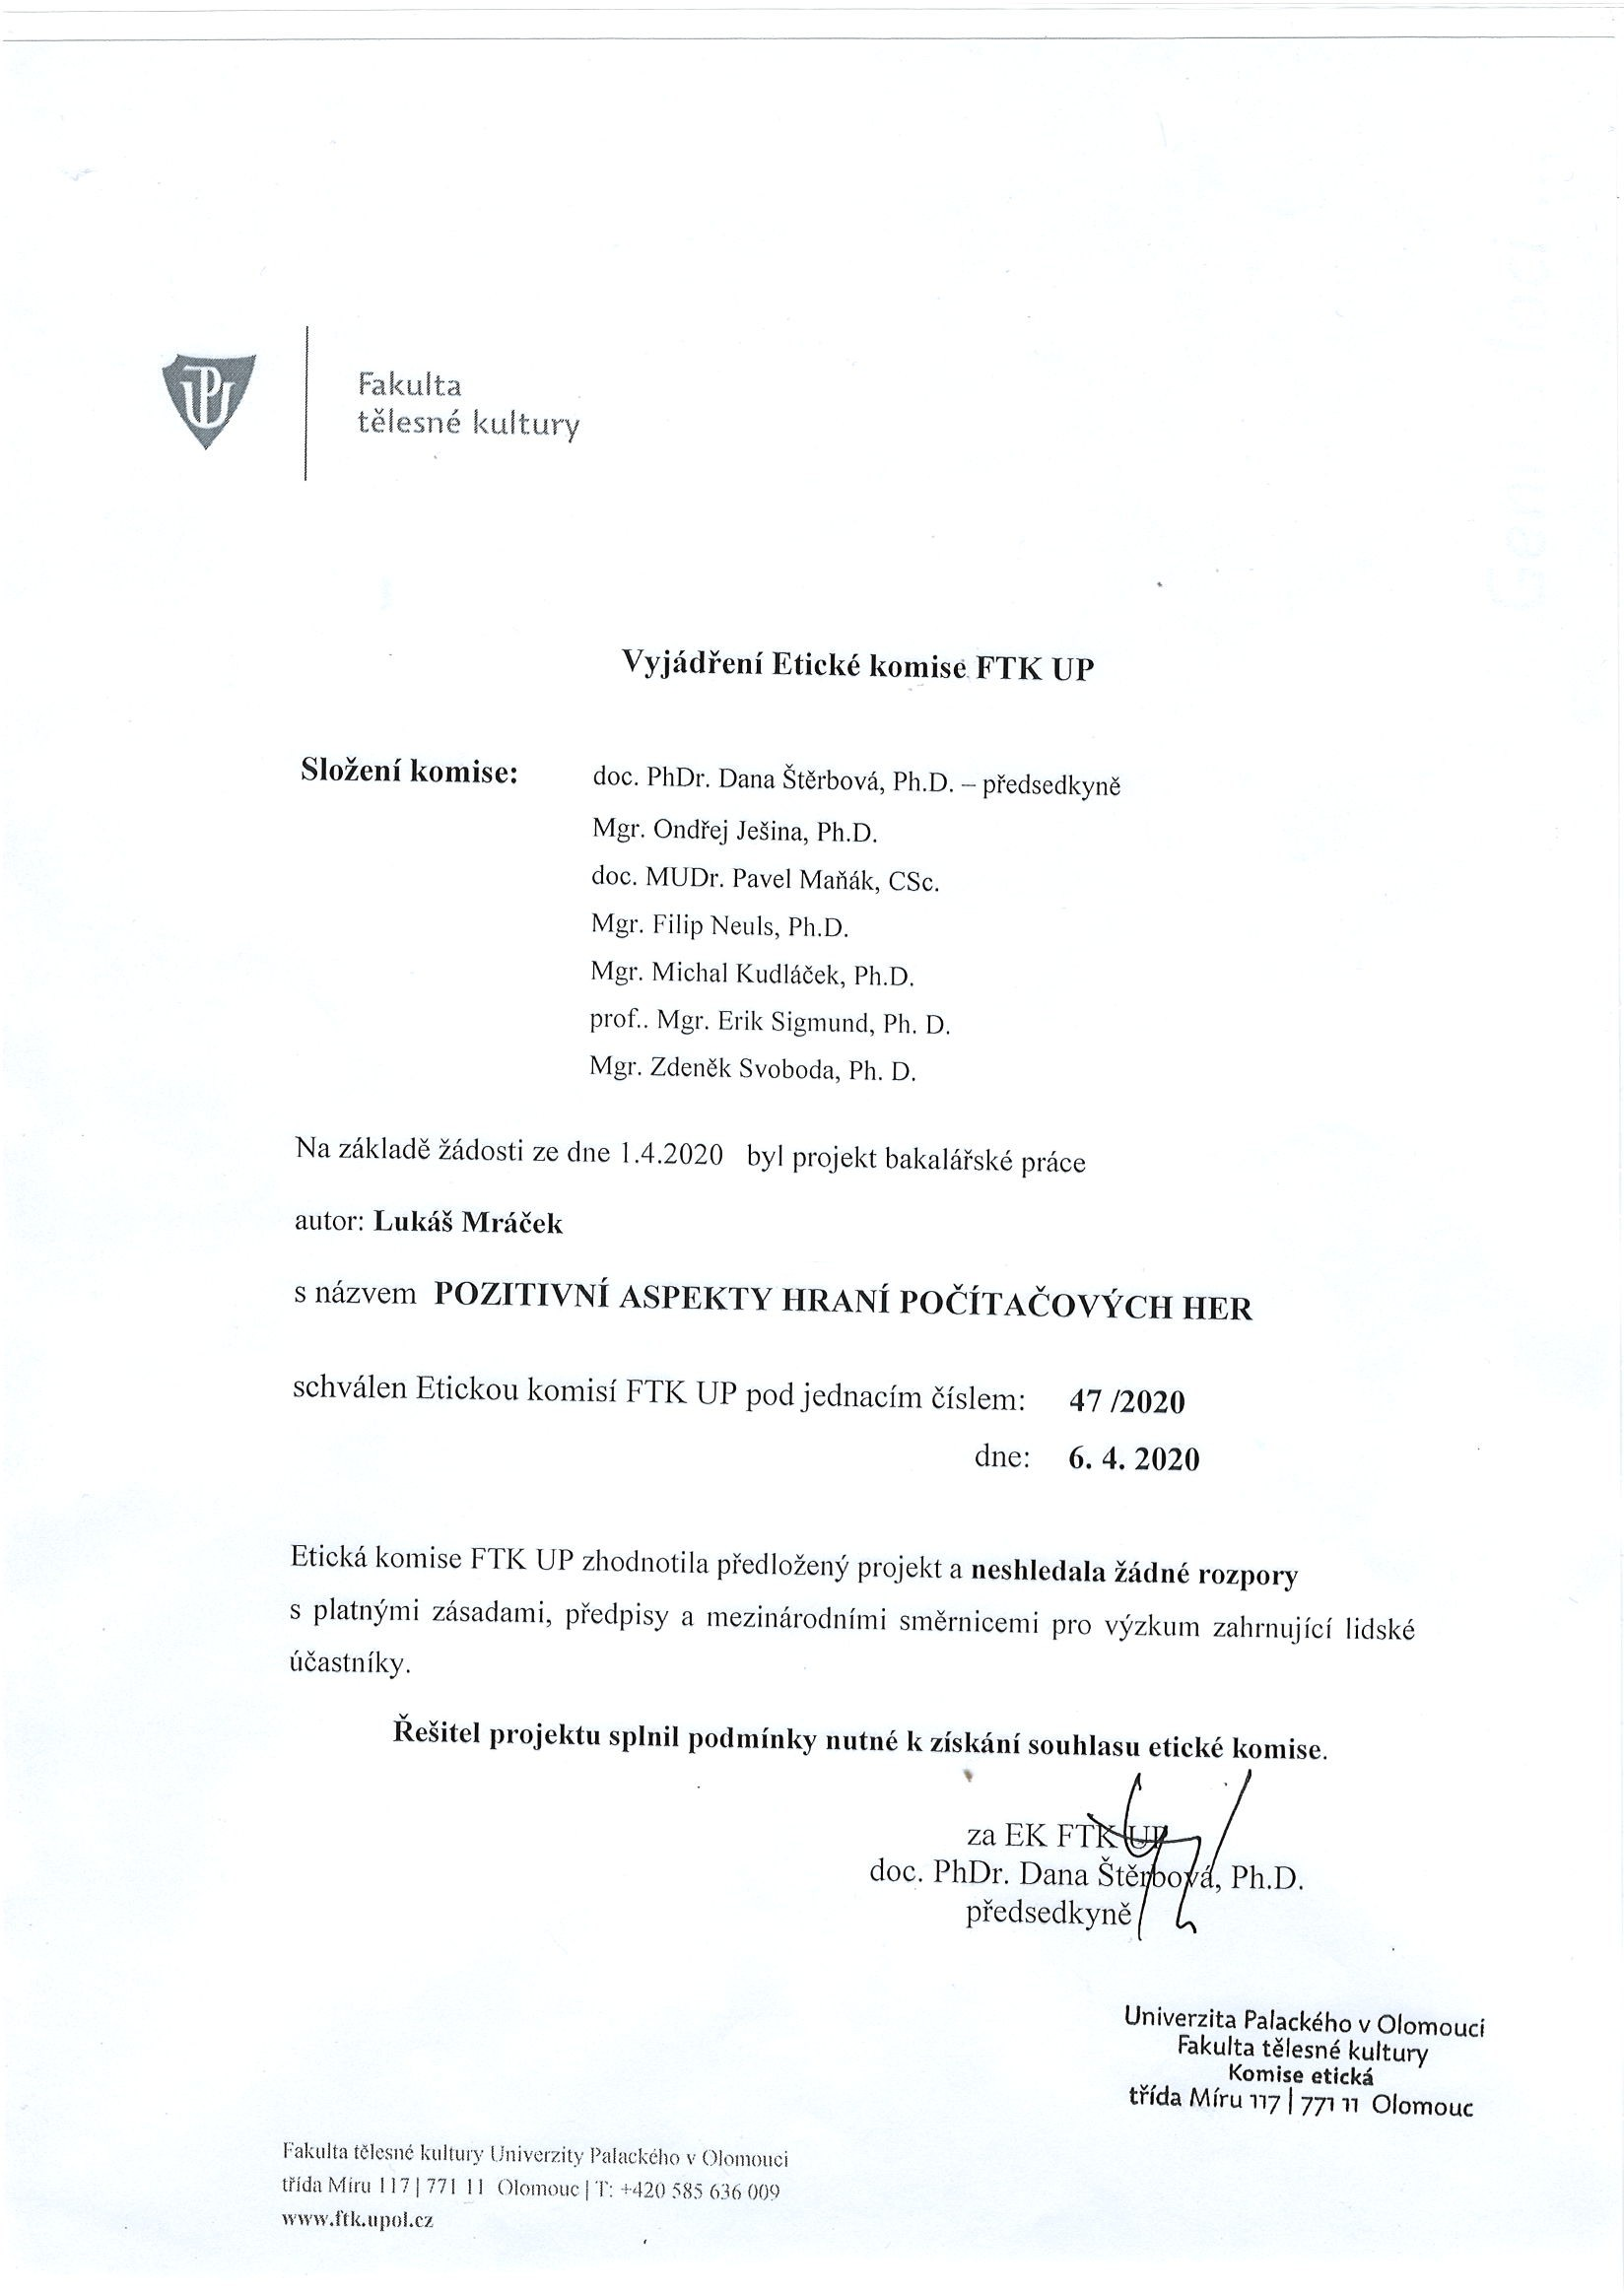 UP
Fakulta
tělesné kultury
Vyjádření Etické komise FTK UP
Složení komise: doc. PhDr. Dana Štěrbová, Ph.D. – předsedkyně
Mgr. Ondřej Ješina, Ph.D.
doc. MUDr. Pavel Maňák, CSc.
Mgr. Filip Neuls, Ph.D.
Mgr. Michal Kudláček, Ph.D.
prof.. Mgr. Erik Sigmund, Ph. D.
Mgr. Zdeněk Svoboda, Ph. D.
Na základě žádosti ze dne 1.4.2020 byl projekt bakalářské práce
autor: Lukáš Mráček
s názvem POZITIVNÍ ASPEKTY HRANÍ POČÍTAČOVÝCH HER
schválen Etickou komisí FTK UP pod jednacím číslem: 47 /2020
dne: 6. 4. 2020
Etická komise FTK UP zhodnotila předložený projekt a neshledala žádné rozpory
s platnými zásadami, předpisy a mezinárodními směrnicemi pro výzkum zahrnující lidské
účastníky.
Řešitel projektu splnil podmínky nutné k získání souhlasu etické komise.
za EK FTK UP
doc. PhDr. Dana Štěrbová, Ph.D.
předsedkyně
Univerzita Palackého v Olomouci
Fakulta tělesné kultury
Komise etická
třída Míru 117 | 771 11 Olomouc
Fakulta tělesné kultury Univerzity Palackého v Olomouci
třída Míru 117 | 771 11 Olomouc | T: +420 585 636 009
www.ftk.upol.cz